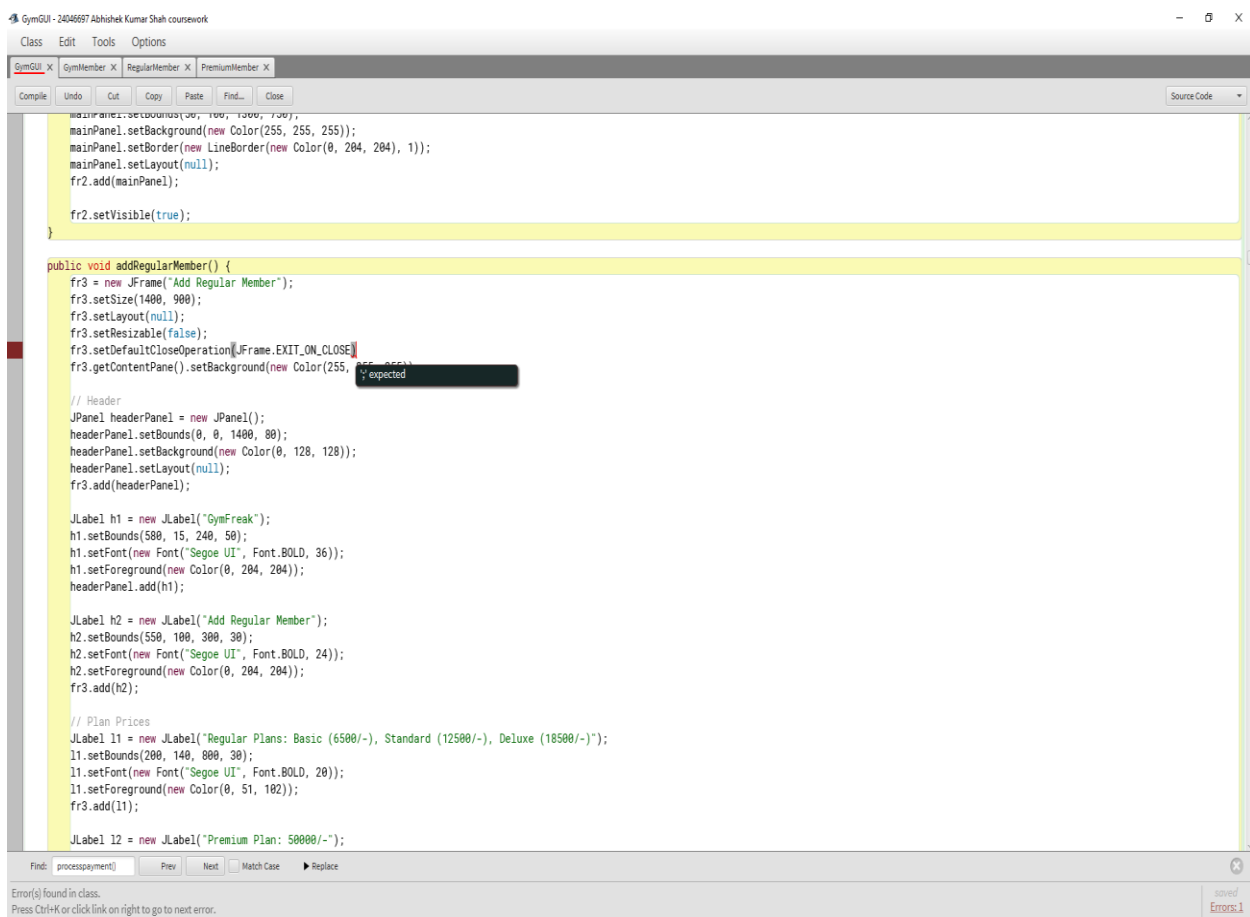 GymGUI - 24046697 Abhishek Kumar Shah coursework
Class Edit Tools Options
GymGUI X GymMember X RegularMember X PremiumMember X
Compile Undo Cut Copy Paste Find... Close Source Code
mainPanel.setBounds(50, 100, 1300, 750);
mainPanel.setBackground(new Color(255, 255, 255));
mainPanel.setBorder(new LineBorder(new Color(0, 204, 204), 1));
mainPanel.setLayout(null);
fr2.add(mainPanel);
fr2.setVisible(true);
}
public void addRegularMember() {
fr3 = new JFrame("Add Regular Member");
fr3.setSize(1400, 900);
fr3.setLayout(null);
fr3.setResizable(false);
fr3.setDefaultCloseOperation(JFrame.EXIT_ON_CLOSE)
fr3.getContentPane().setBackground(new Color(255, 255, 255));
';' expected
// Header
JPanel headerPanel = new JPanel();
headerPanel.setBounds(0, 0, 1400, 80);
headerPanel.setBackground(new Color(0, 128, 128));
headerPanel.setLayout(null);
fr3.add(headerPanel);
JLabel h1 = new JLabel("GymFreak");
h1.setBounds(580, 15, 240, 50);
h1.setFont(new Font("Segoe UI", Font.BOLD, 36));
h1.setForeground(new Color(0, 204, 204));
headerPanel.add(h1);
JLabel h2 = new JLabel("Add Regular Member");
h2.setBounds(550, 100, 300, 30);
h2.setFont(new Font("Segoe UI", Font.BOLD, 24));
h2.setForeground(new Color(0, 204, 204));
fr3.add(h2);
// Plan Prices
JLabel l1 = new JLabel("Regular Plans: Basic (6500/-), Standard (12500/-), Deluxe (18500/-)");
l1.setBounds(200, 140, 800, 30);
l1.setFont(new Font("Segoe UI", Font.BOLD, 20));
l1.setForeground(new Color(0, 51, 102));
fr3.add(l1);
JLabel l2 = new JLabel("Premium Plan: 50000/-");
Find: processpayment() Prev Next Match Case Replace
Error(s) found in class.
Press Ctrl+K or click link on right to go to next error.
saved
Errors: 1